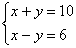 x + y = 10
x − y = 6